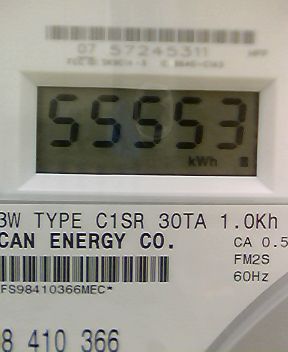 07 57245311
55553
kWh
3W TYPE C1SR 30TA 1.0Kh
CAN ENERGY CO.
CA 0.5
FM2S
60Hz
FS98410366MEC*
8 410 366